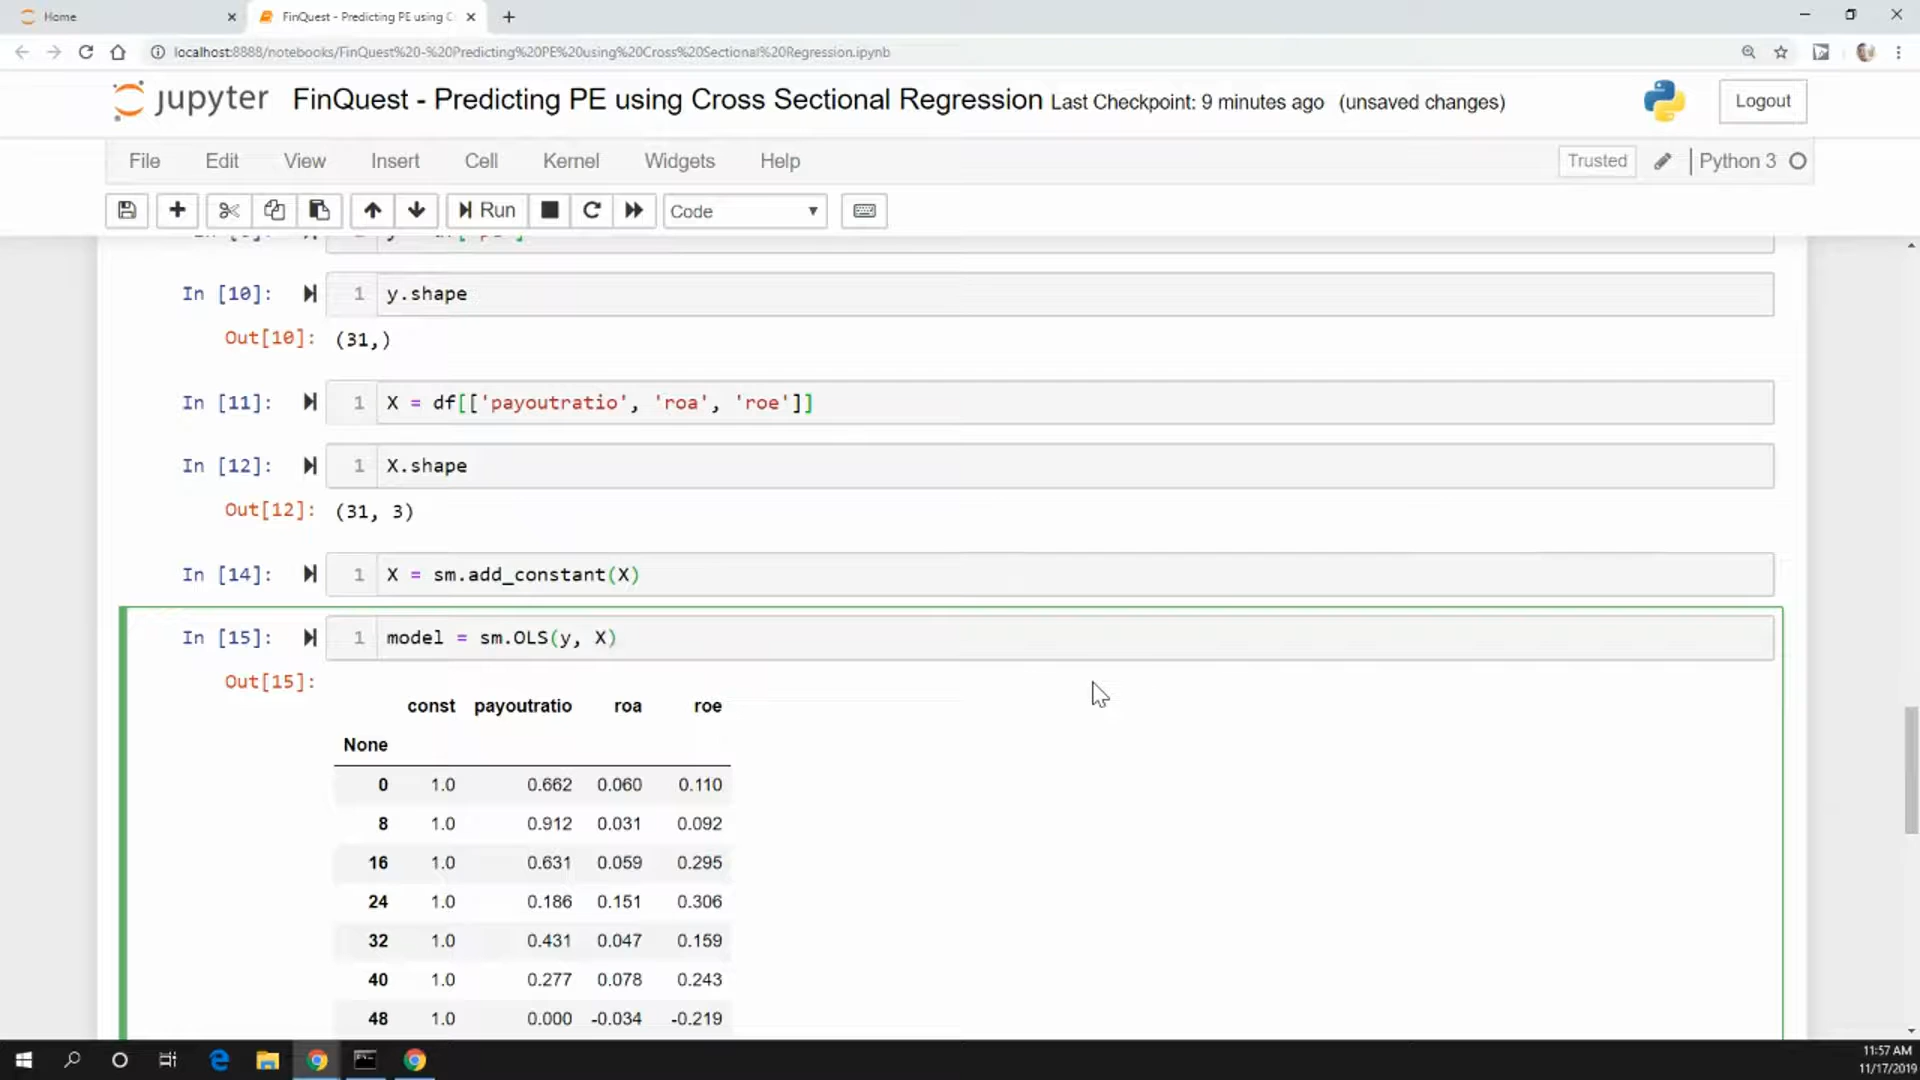 Home
FinQuest - Predicting PE using C
localhost:8888/notebooks/FinQuest%20-%20Predicting%20PE%20using%20Cross%20Sectional%20Regression.ipynb
jupyter FinQuest - Predicting PE using Cross Sectional Regression Last Checkpoint: 9 minutes ago (unsaved changes) Logout
File Edit View Insert Cell Kernel Widgets Help Trusted Python 3
Run Code
In [10]: 1 y.shape
Out[10]: (31,)
In [11]: 1 X = df[['payoutratio', 'roa', 'roe']]
In [12]: 1 X.shape
Out[12]: (31, 3)
In [14]: 1 X = sm.add_constant(X)
In [15]: 1 model = sm.OLS(y, X)
Out[15]:
const payoutratio roa roe
None
0 1.0 0.662 0.060 0.110
8 1.0 0.912 0.031 0.092
16 1.0 0.631 0.059 0.295
24 1.0 0.186 0.151 0.306
32 1.0 0.431 0.047 0.159
40 1.0 0.277 0.078 0.243
48 1.0 0.000 -0.034 -0.219
11:57 AM
11/17/2019